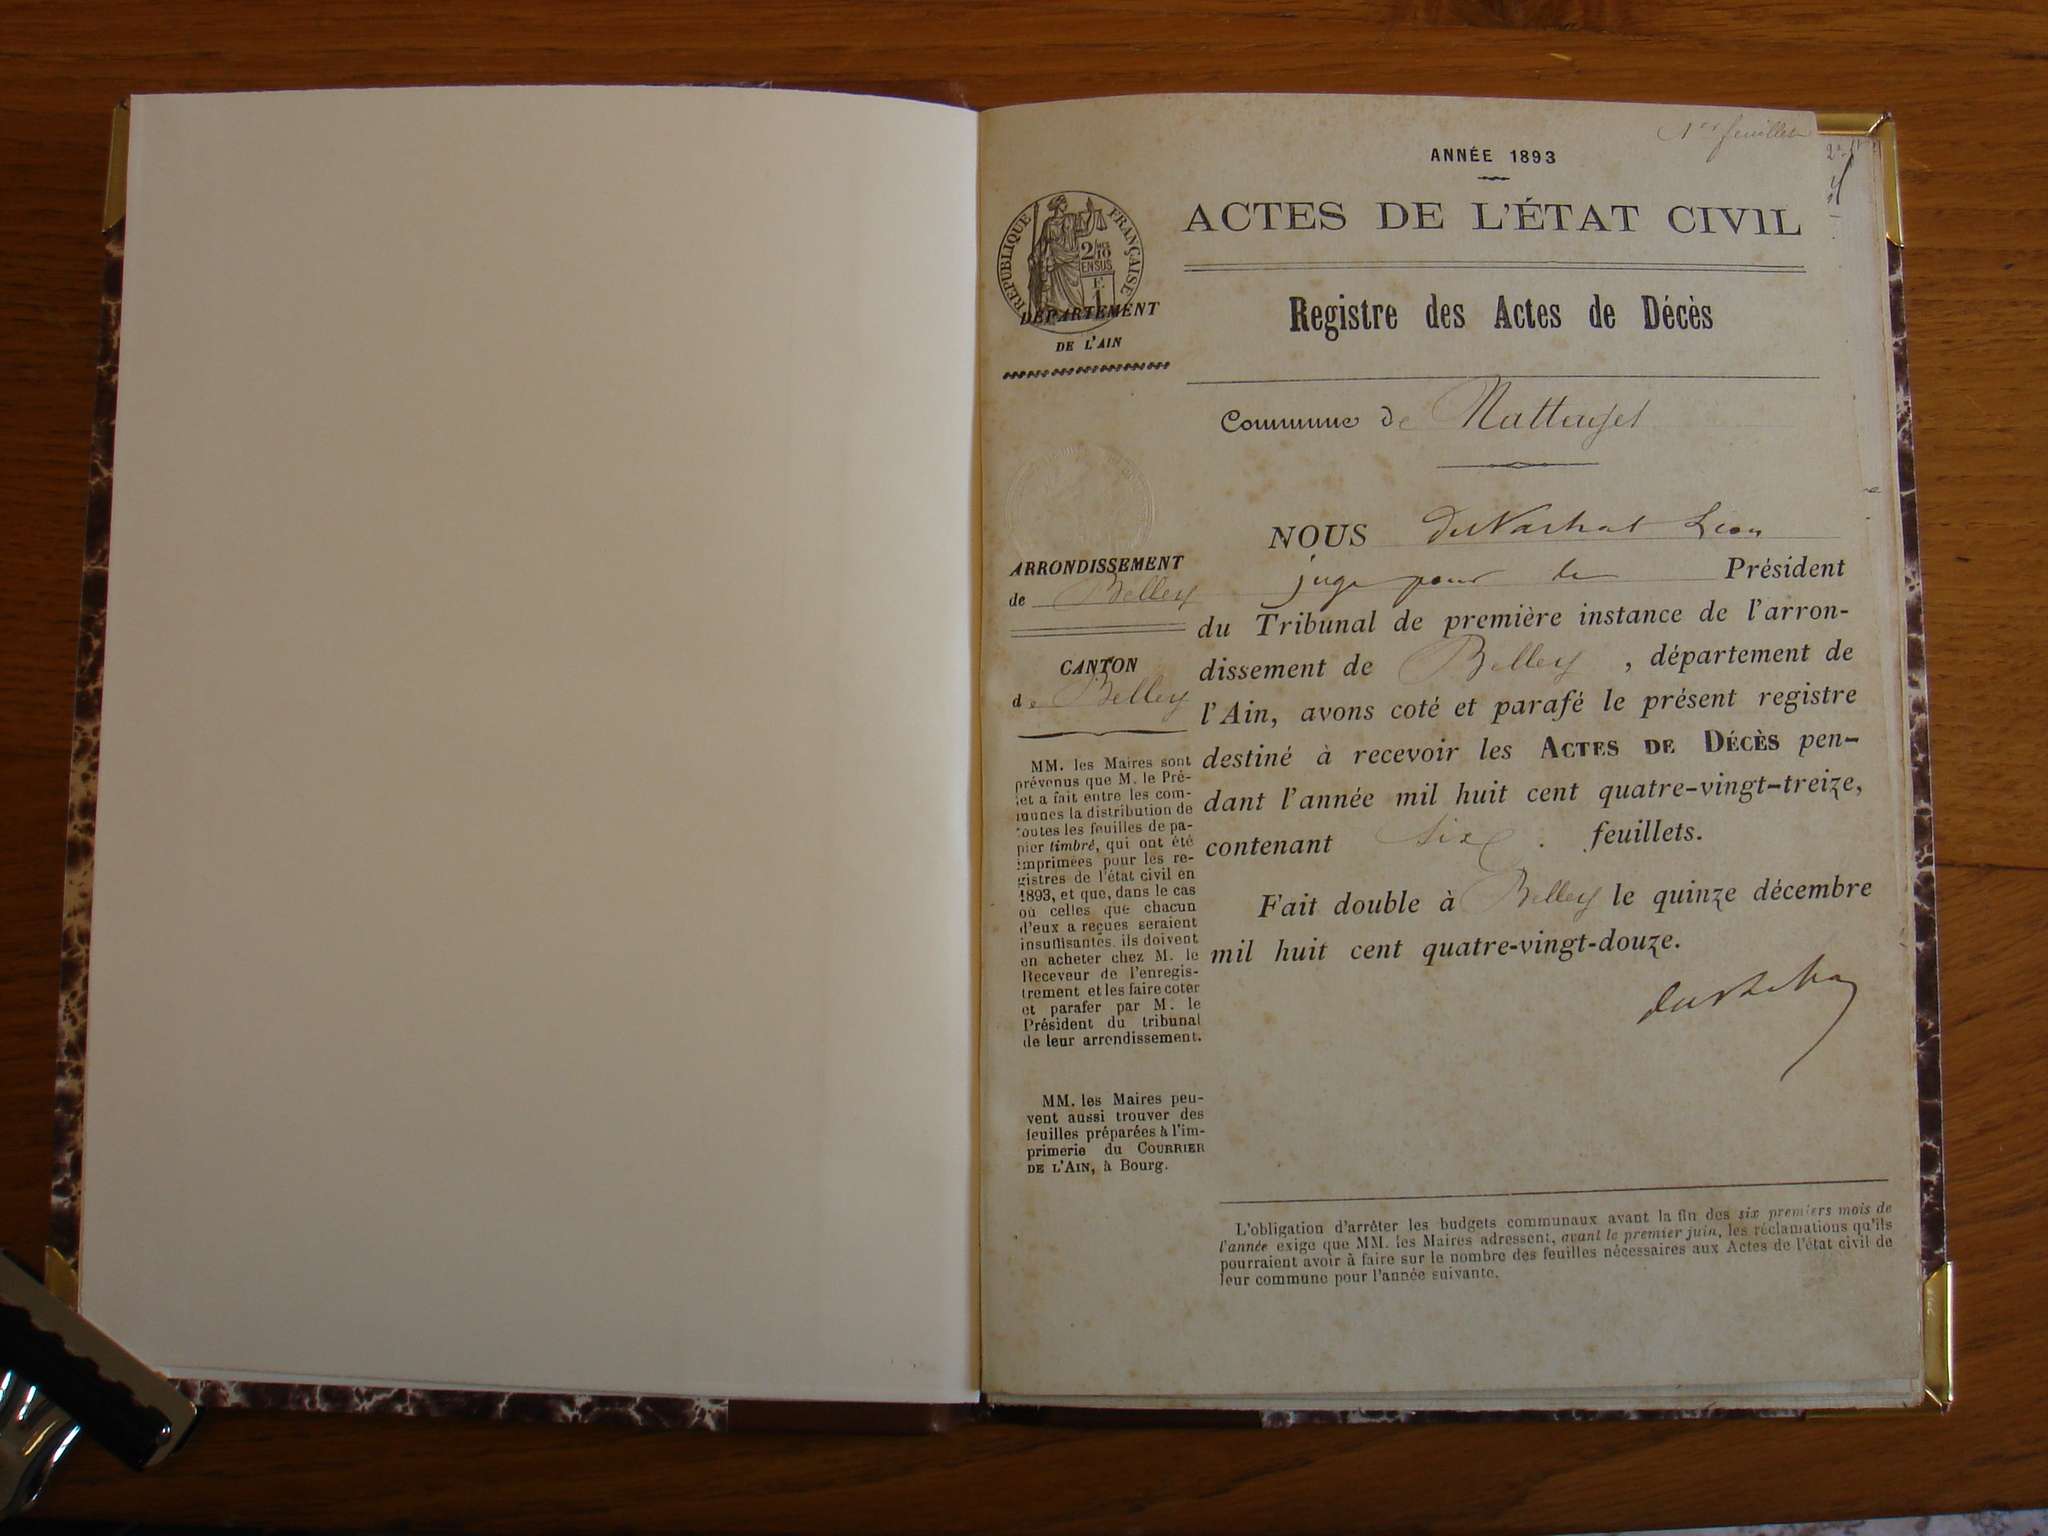 1er feuillet
ANNÉE 1893
ACTES DE L'ÉTAT CIVIL
RÉPUBLIQUE FRANÇAISE
2/10
EN SUS
F.
1
DÉPARTEMENT
DE L'AIN
Registre des Actes de Décès
Commune de Nattages
ARRONDISSEMENT
de Belley
CANTON
de Belley
MM. les Maires sont
prévenus que M. le Pré-
fet a fait entre les com-
munes la distribution de
toutes les feuilles de pa-
pier timbré, qui ont été
imprimées pour les re-
gistres de l'état civil en
1893, et que, dans le cas
où celles que chacun
d'eux a reçues seraient
insuffisantes, ils doivent
en acheter chez M. le
Receveur de l'enregis-
trement et les faire coter
et parafer par M. le
Président du tribunal
de leur arrondissement.
MM. les Maires peu-
vent aussi trouver des
feuilles préparées à l'im-
primerie du COURRIER
DE L'AIN, à Bourg.
NOUS Léon
juge pour le Président
du Tribunal de première instance de l'arron-
dissement de Belley, département de
l'Ain, avons coté et parafé le présent registre
destiné à recevoir les ACTES DE DÉCÈS pen-
dant l'année mil huit cent quatre-vingt-treize,
contenant six feuillets.
Fait double à Belley le quinze décembre
mil huit cent quatre-vingt-douze.
L'obligation d'arrêter les budgets communaux avant la fin des six premiers mois de
l'année exige que MM. les Maires adressent, avant le premier juin, les réclamations qu'ils
pourraient avoir à faire sur le nombre des feuilles nécessaires aux Actes de l'état civil de
leur commune pour l'année suivante.